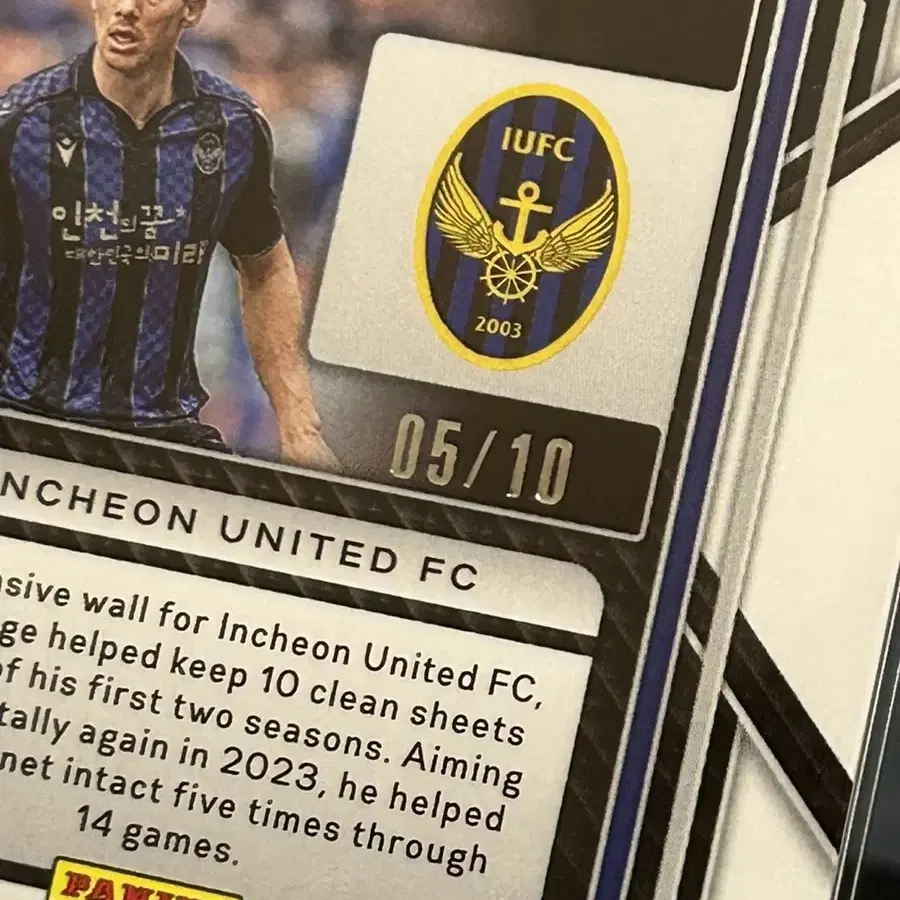 IUFC
2003
인천의꿈
대한민국의미래
05/10
NCHEON UNITED FC
sive wall for Incheon United FC,
ge helped keep 10 clean sheets
of his first two seasons. Aiming
tally again in 2023, he helped
net intact five times through
14 games.
PANINI